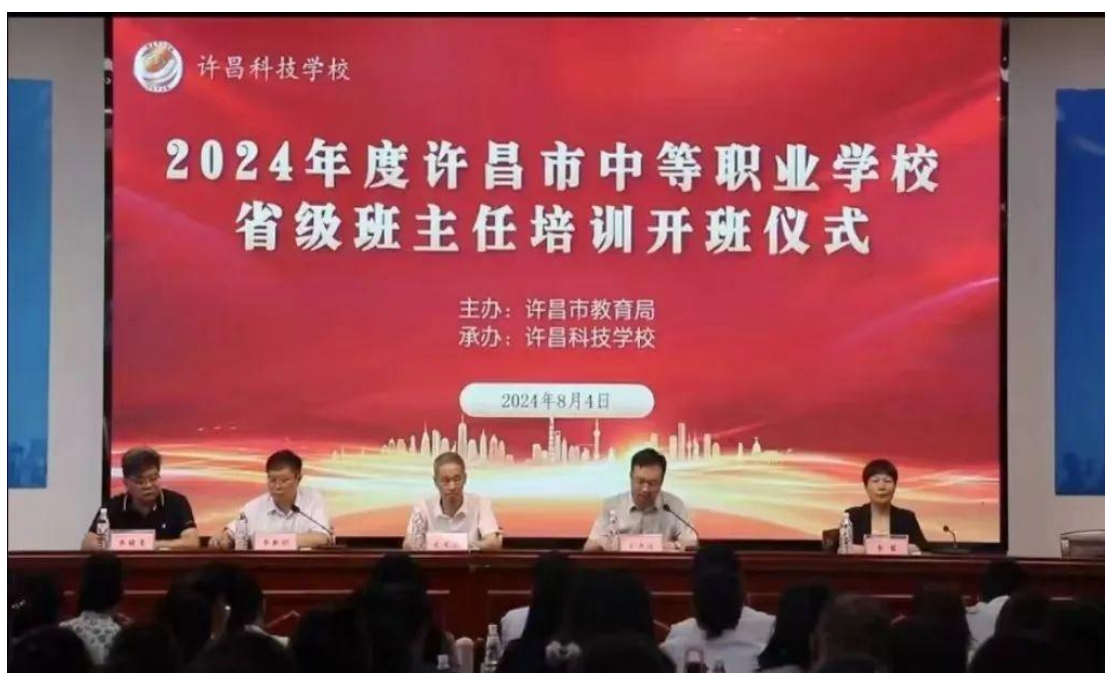 许昌科技学校
2024年度许昌市中等职业学校
省级班主任培训开班仪式
主办：许昌市教育局
承办：许昌科技学校
2024年8月4日